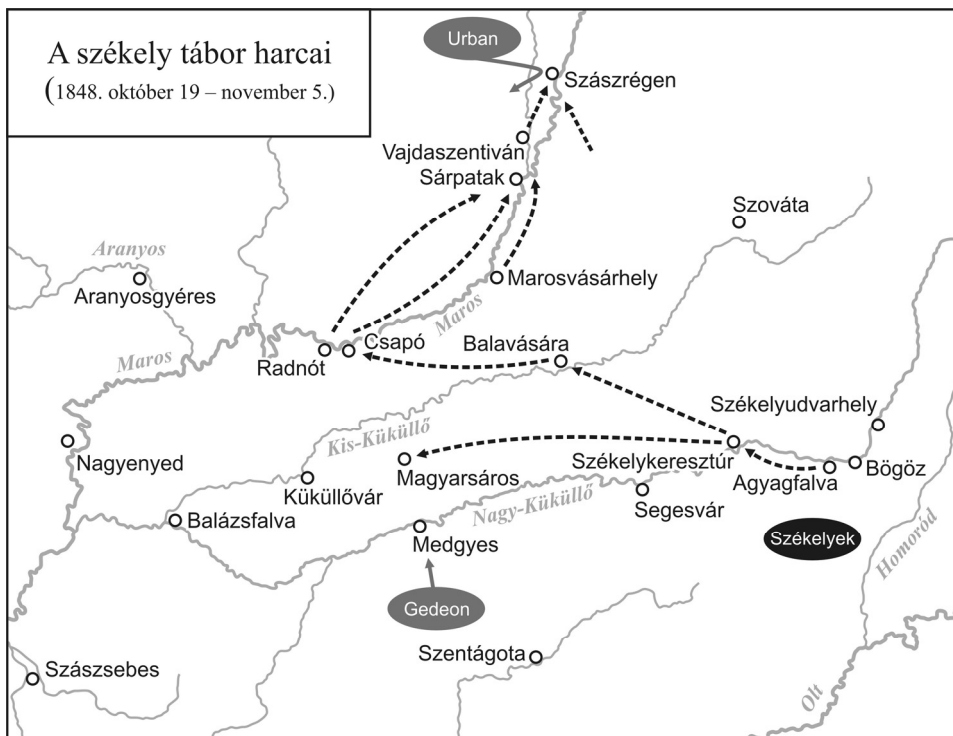 A székely tábor harcai
(1848. október 19 – november 5.)
Urban
Szászrégen
Vajdaszentiván
Sárpatak
Szováta
Aranyos
Aranyosgyéres
Marosvásárhely
Maros
Csapó
Balavására
Radnót
Maros
Székelyudvarhely
Kis-Küküllő
Nagyenyed
Magyarsáros
Székelykeresztúr
Bögöz
Agyagfalva
Küküllővár
Nagy-Küküllő
Segesvár
Balázsfalva
Medgyes
Székelyek
Homoród
Gedeon
Szentágota
Szászsebes
Olt